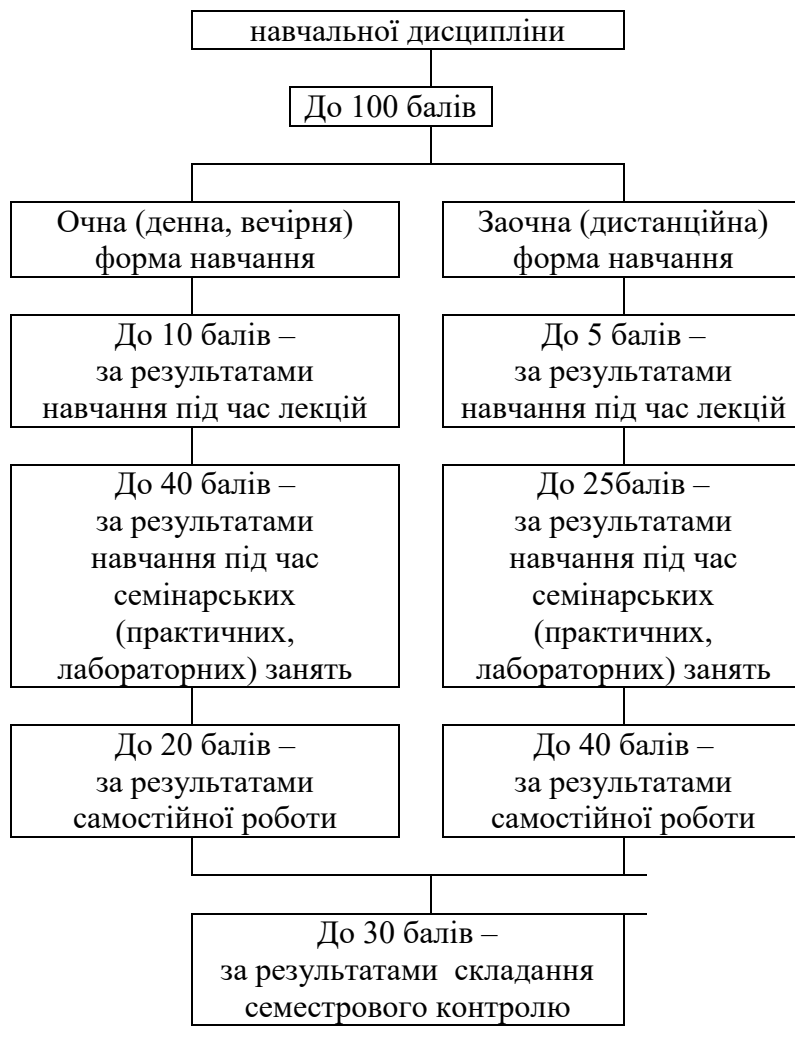 навчальної дисципліни
До 100 балів
Очна (денна, вечірня)
форма навчання
Заочна (дистанційна)
форма навчання
До 10 балів –
за результатами
навчання під час лекцій
До 5 балів –
за результатами
навчання під час лекцій
До 40 балів –
за результатами
навчання під час
семінарських
(практичних,
лабораторних) занять
До 25балів –
за результатами
навчання під час
семінарських
(практичних,
лабораторних) занять
До 20 балів –
за результатами
самостійної роботи
До 40 балів –
за результатами
самостійної роботи
До 30 балів –
за результатами складання
семестрового контролю